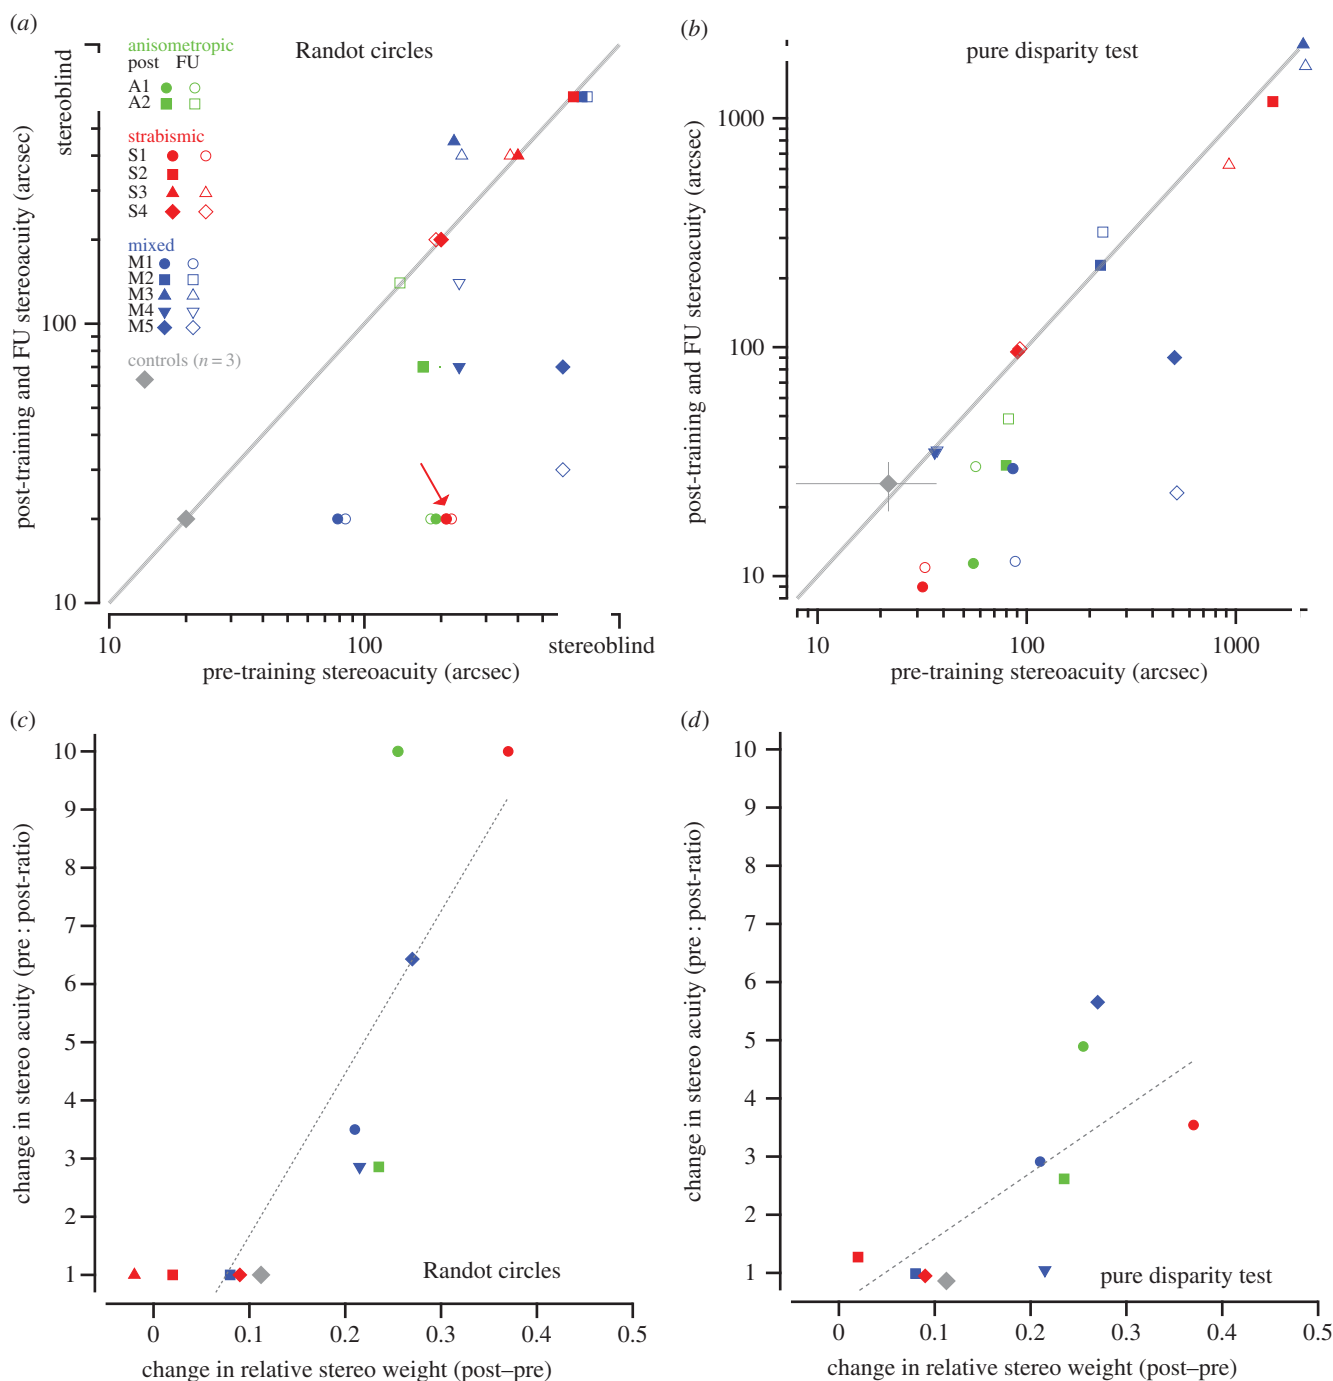 (a)
Randot circles
stereoblind
anisometropic
post FU
A1
A2
strabismic
S1
S2
S3
S4
mixed
M1
M2
M3
M4
M5
controls (n = 3)
100
10
post-training and FU stereoacuity (arcsec)
10 100 stereoblind
pre-training stereoacuity (arcsec)
(b)
pure disparity test
1000
100
10
post-training and FU stereoacuity (arcsec)
10 100 1000
pre-training stereoacuity (arcsec)
(c)
10
9
8
7
6
5
4
3
2
1
change in stereo acuity (pre : post-ratio)
Randot circles
0 0.1 0.2 0.3 0.4 0.5
change in relative stereo weight (post–pre)
(d)
10
9
8
7
6
5
4
3
2
1
change in stereo acuity (pre : post-ratio)
pure disparity test
0 0.1 0.2 0.3 0.4 0.5
change in relative stereo weight (post–pre)